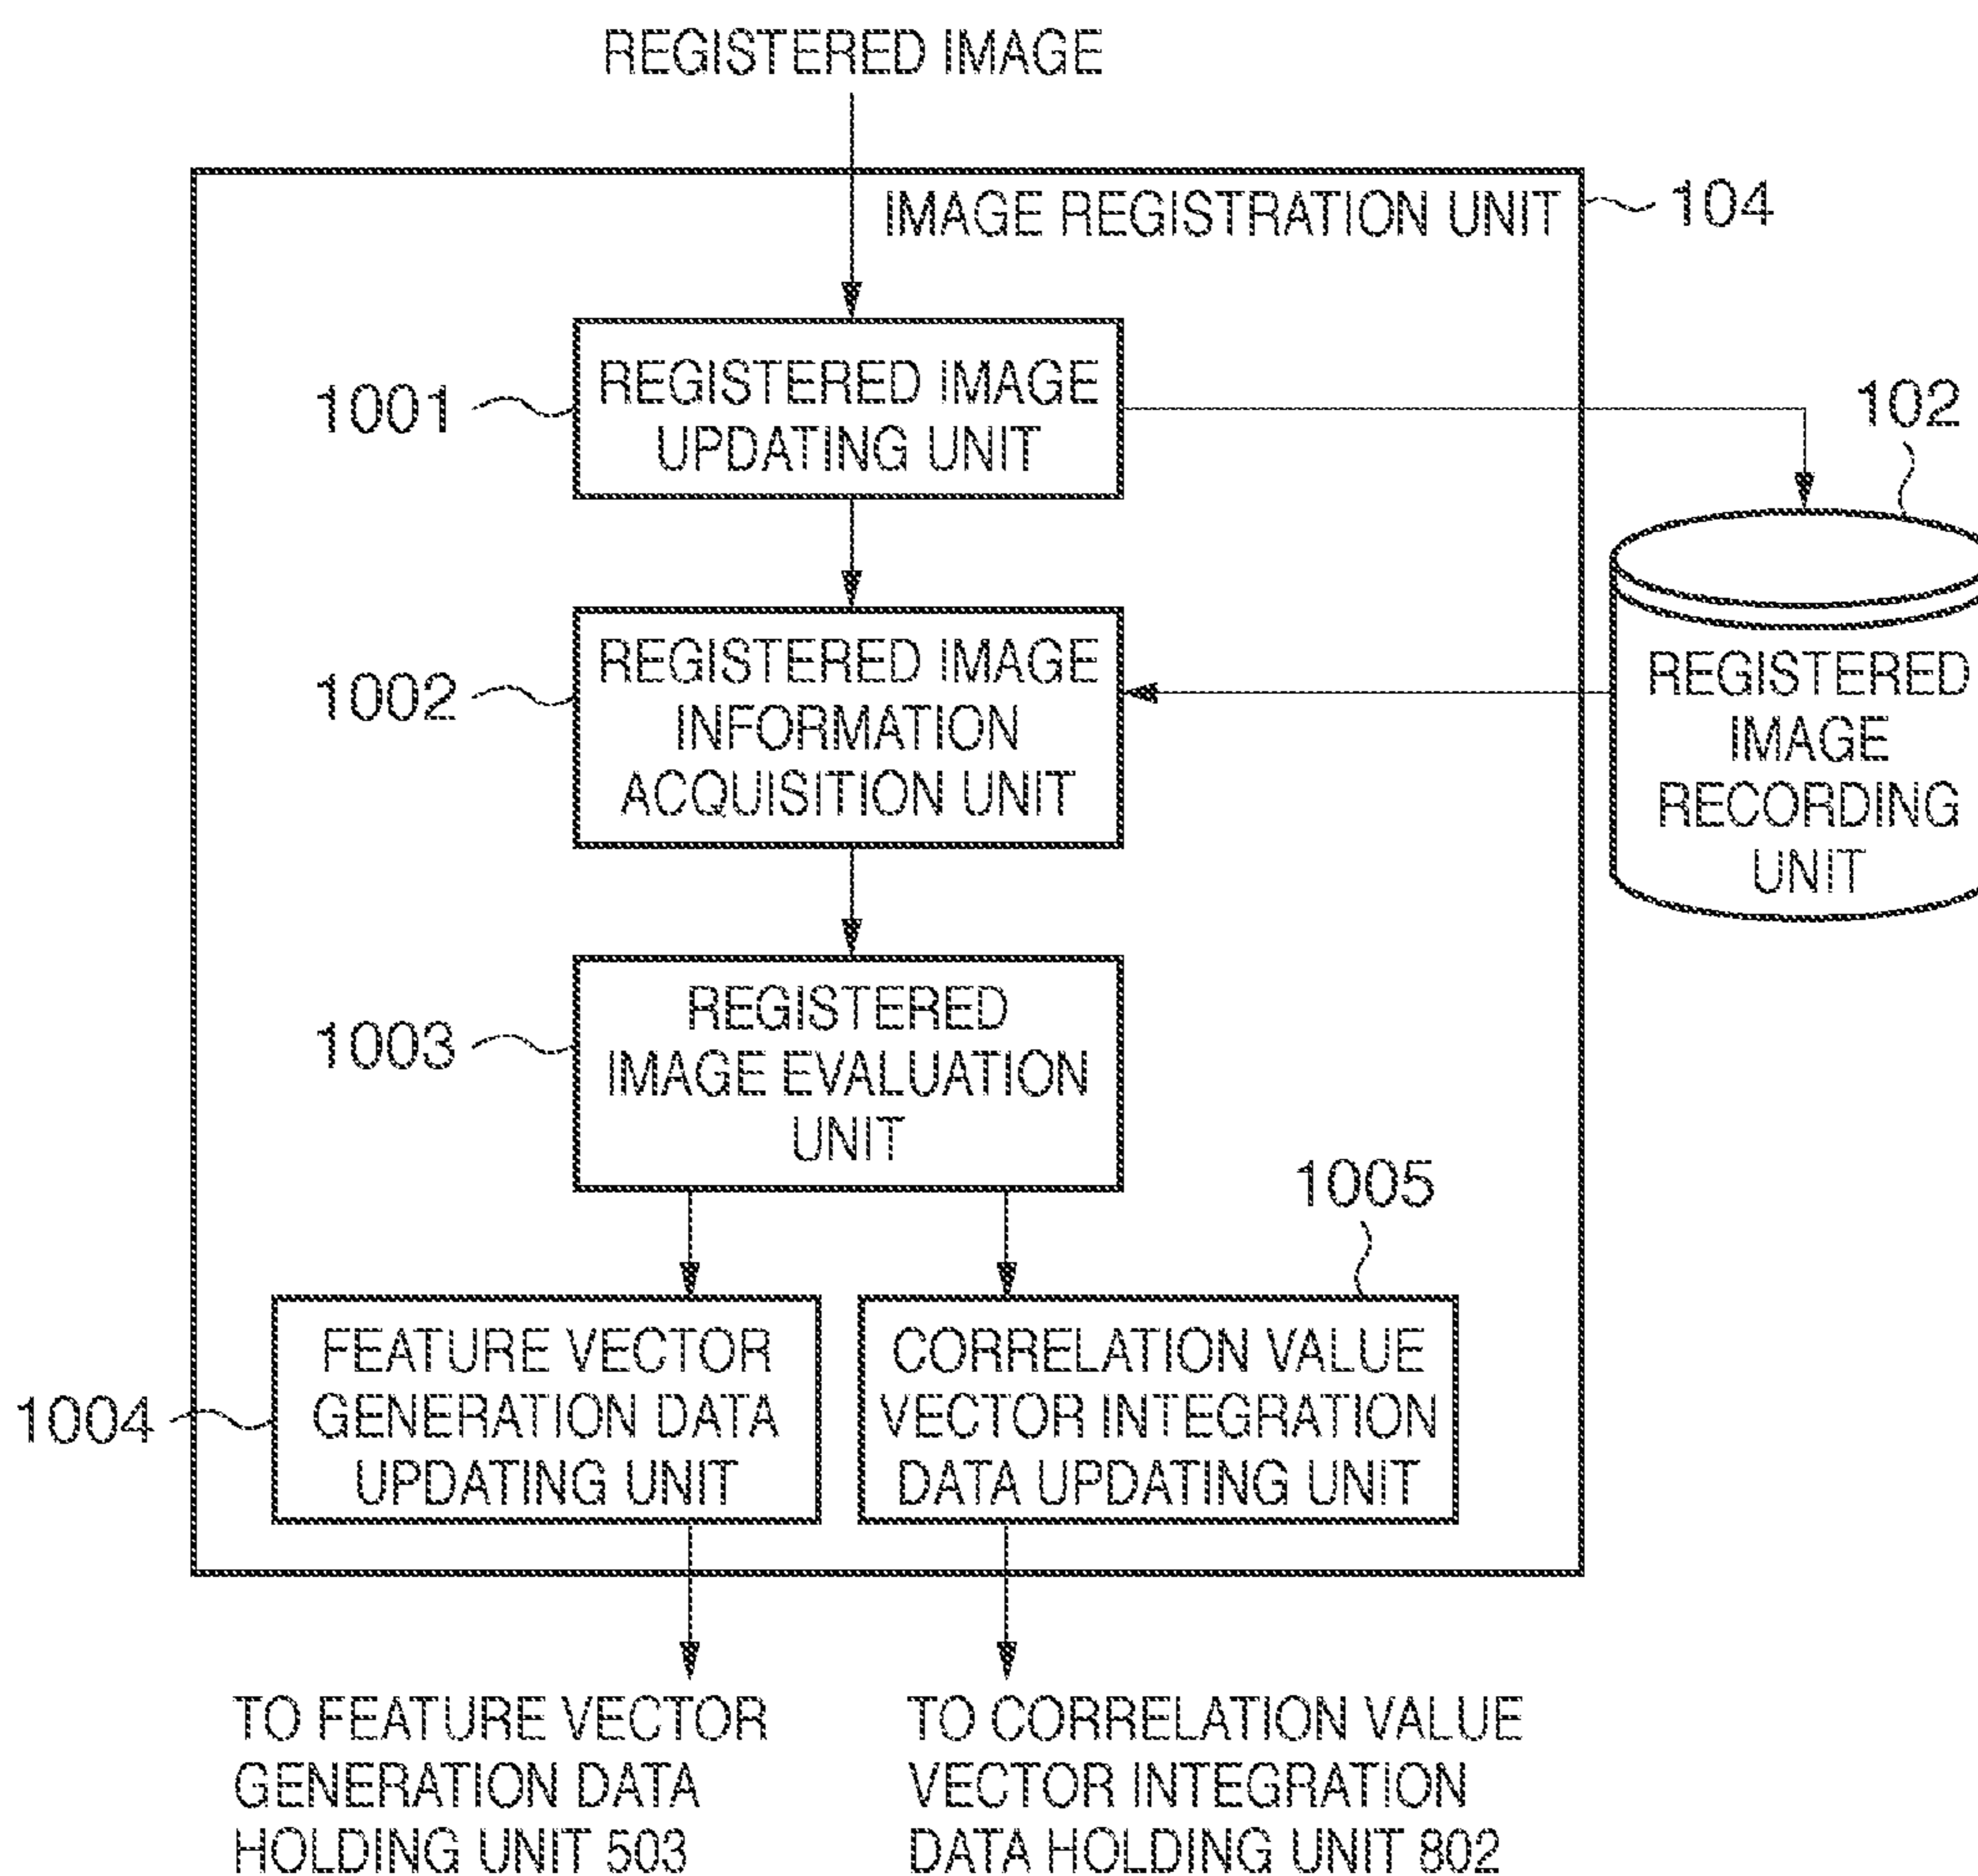 REGISTERED IMAGE
IMAGE REGISTRATION UNIT
104
1001
REGISTERED IMAGE
UPDATING UNIT
102
1002
REGISTERED IMAGE
INFORMATION
ACQUISITION UNIT
REGISTERED
IMAGE
RECORDING
UNIT
1003
REGISTERED
IMAGE EVALUATION
UNIT
1005
1004
FEATURE VECTOR
GENERATION DATA
UPDATING UNIT
CORRELATION VALUE
VECTOR INTEGRATION
DATA UPDATING UNIT
TO FEATURE VECTOR
GENERATION DATA
HOLDING UNIT 503
TO CORRELATION VALUE
VECTOR INTEGRATION
DATA HOLDING UNIT 802